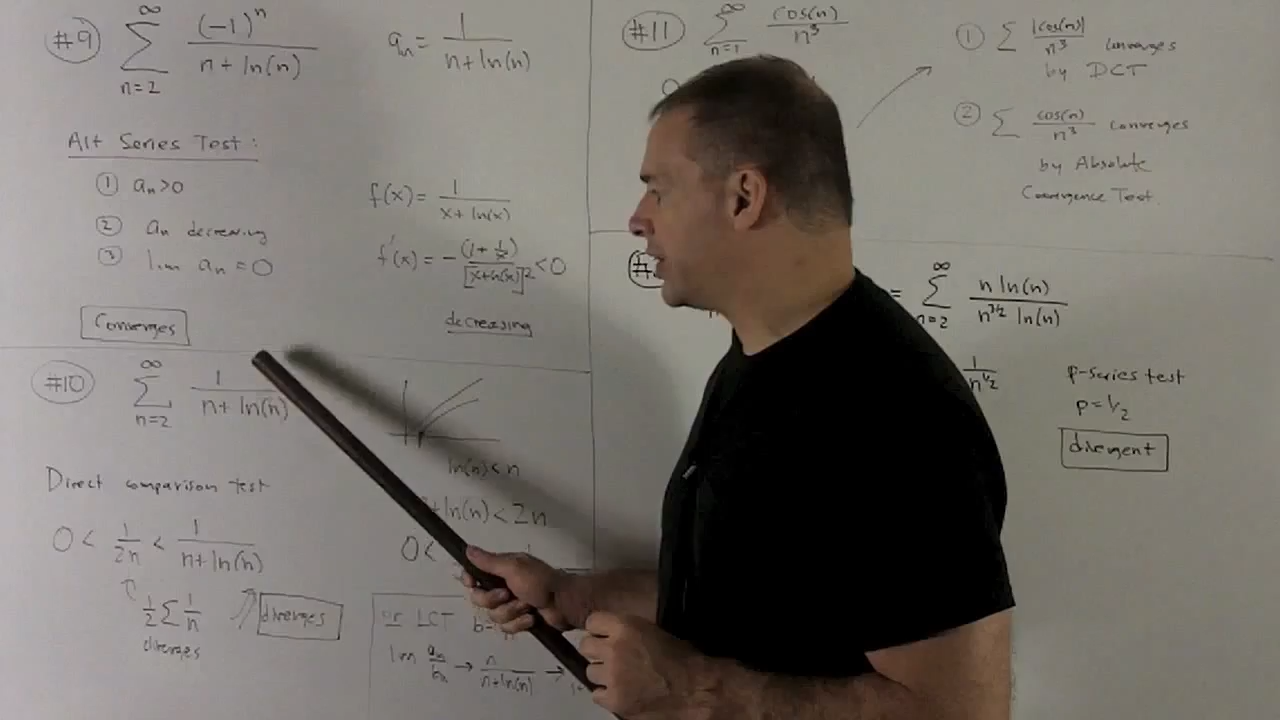 #9 ∑ n=2 ∞ (-1)^n / (n + ln(n))
a_n = 1 / (n + ln(n))
Alt Series Test:
① a_n > 0
② a_n decreasing
③ lim a_n = 0
Converges
f(x) = 1 / (x + ln(x))
f'(x) = - (1 + 1/x) / [x + ln(x)]^2 < 0
decreasing
#10 ∑ n=2 ∞ 1 / (n + ln(n))
Direct comparison test
0 < 1/2n < 1 / (n + ln(n))
1/2 ∑ 1/n
diverges
diverges
ln(n) < n
+ ln(n) < 2n
0 <
or LCT b
lim a_n/b_n → n / (n + ln(n)) →
#11 ∑ n=1 ∞ cos(n) / n^3
① ∑ |cos(n)| / n^3 converges
by DCT
② ∑ cos(n) / n^3 converges
by Absolute
Convergence Test.
= ∑ n=2 ∞ n ln(n) / (n^{3/2} ln(n))
1 / n^{1/2}
p-series test
p = 1/2
divergent